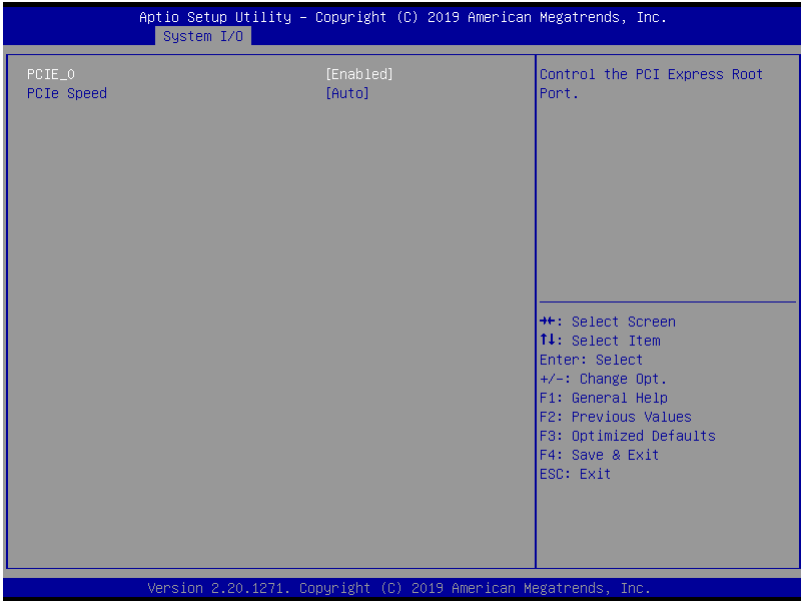 Aptio Setup Utility – Copyright (C) 2019 American Megatrends, Inc.
System I/O
PCIE_0 [Enabled]
PCIe Speed [Auto]
Control the PCI Express Root
Port.
→←: Select Screen
↑↓: Select Item
Enter: Select
+/-: Change Opt.
F1: General Help
F2: Previous Values
F3: Optimized Defaults
F4: Save & Exit
ESC: Exit
Version 2.20.1271. Copyright (C) 2019 American Megatrends, Inc.